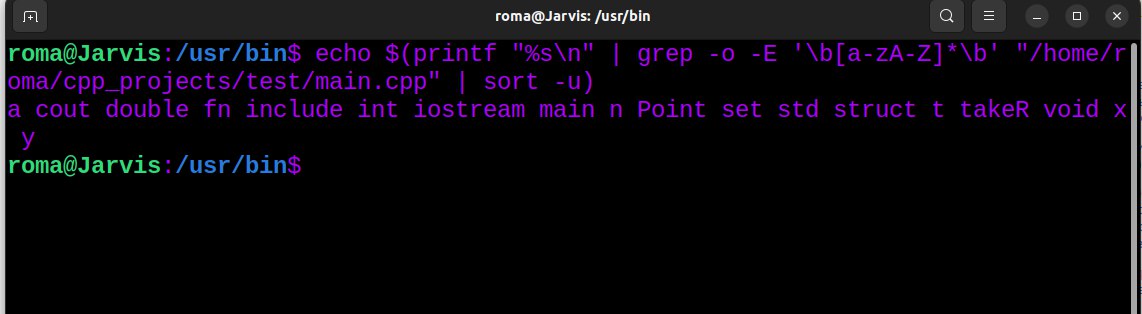 roma@Jarvis: /usr/bin
roma@Jarvis:/usr/bin$ echo $(printf "%s\n" | grep -o -E '\b[a-zA-Z]*\b' "/home/r
oma/cpp_projects/test/main.cpp" | sort -u)
a cout double fn include int iostream main n Point set std struct t takeR void x
 y
roma@Jarvis:/usr/bin$